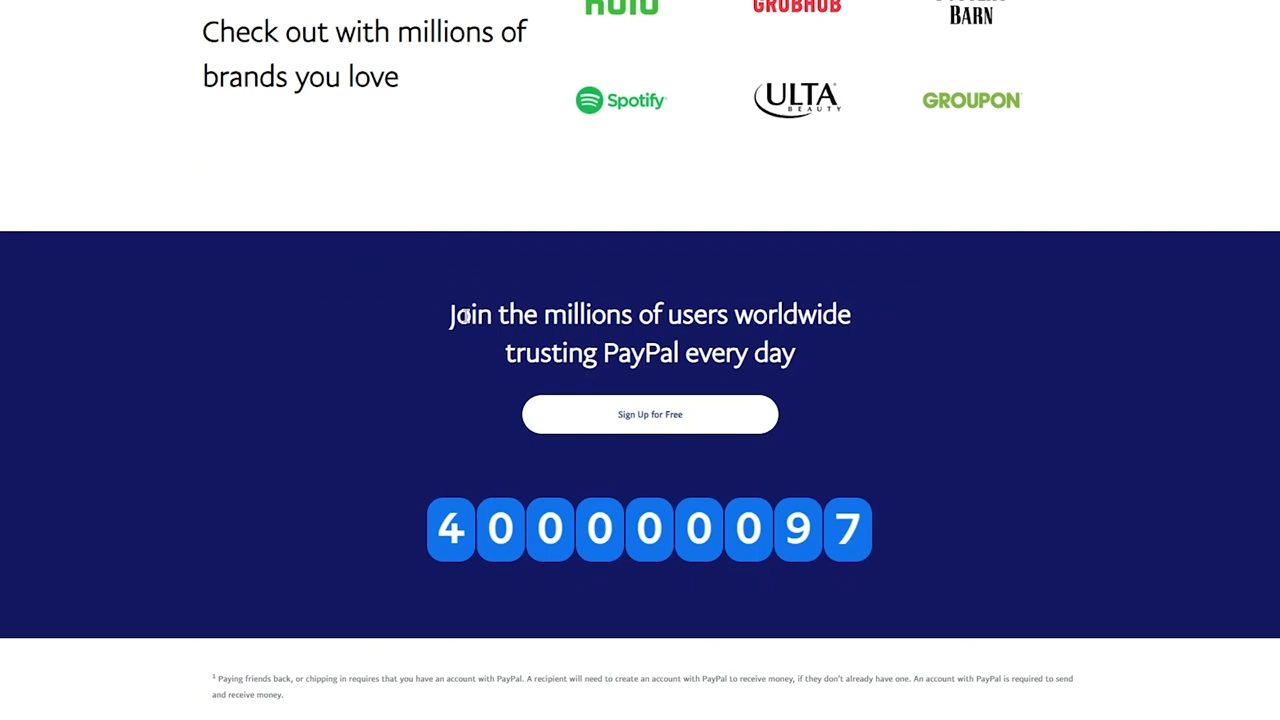 hulu
GRUBHUB
BARN
Check out with millions of
brands you love
Spotify
ULTA
BEAUTY
GROUPON
Join the millions of users worldwide
trusting PayPal every day
Sign Up for Free
400000097
1 Paying friends back, or chipping in requires that you have an account with PayPal. A recipient will need to create an account with PayPal to receive money, if they don't already have one. An account with PayPal is required to send
and receive money.